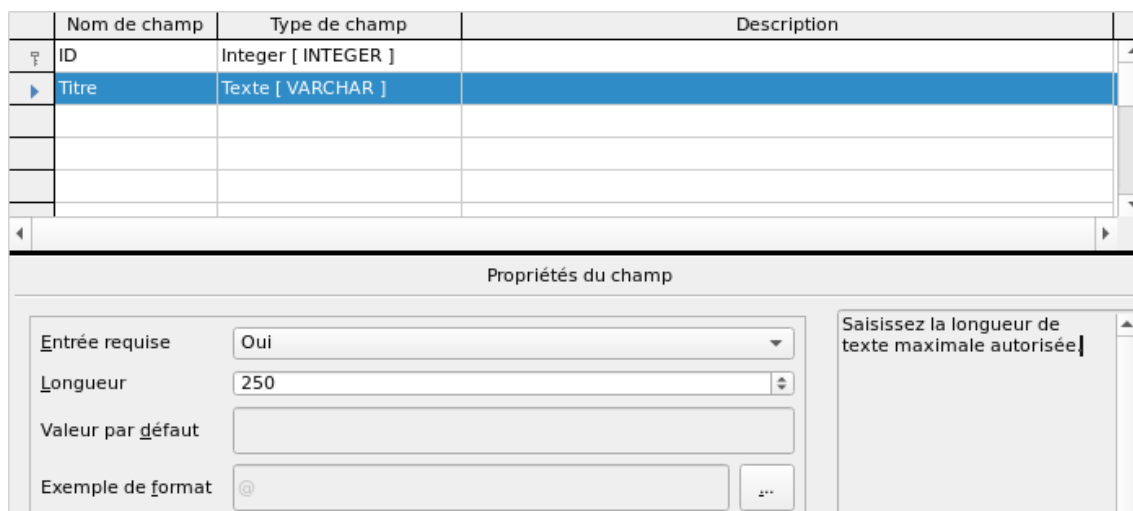 Nom de champ Type de champ Description
ID Integer [ INTEGER ]
Titre Texte [ VARCHAR ]
Propriétés du champ
Entrée requise Oui
Longueur 250
Valeur par défaut
Exemple de format @ ...
Saisissez la longueur de
texte maximale autorisée.